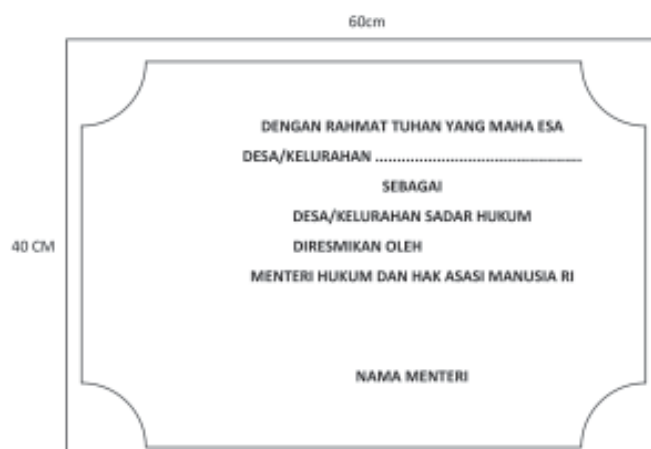 60cm
DENGAN RAHMAT TUHAN YANG MAHA ESA
DESA/KELURAHAN ................................................
SEBAGAI
DESA/KELURAHAN SADAR HUKUM
40 CM
DIRESMIKAN OLEH
MENTERI HUKUM DAN HAK ASASI MANUSIA RI
NAMA MENTERI